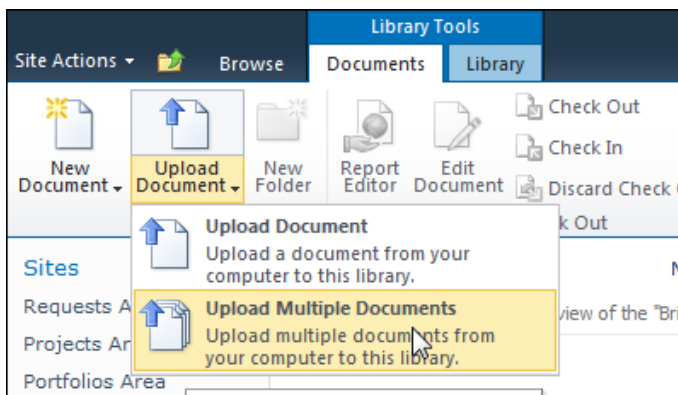 Library Tools
Site Actions
Browse
Documents
Library
New
Document
Upload
Document
New
Folder
Report
Editor
Edit
Document
Check Out
Check In
Discard Check
k Out
Upload Document
Upload a document from your
computer to this library.
Upload Multiple Documents
Upload multiple documents from
your computer to this library.
Sites
Requests A
Projects Ar
Portfolios Area
view of the "Bri